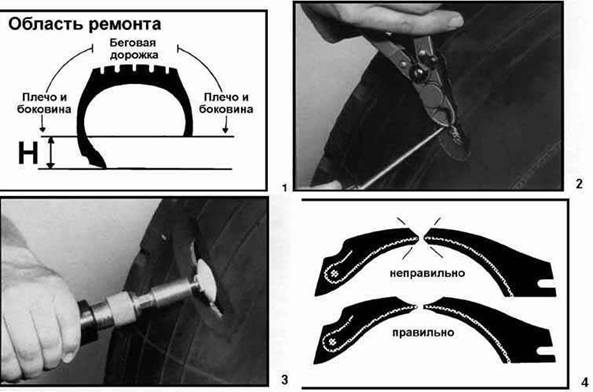 Область ремонта
Беговая
дорожка
Плечо и
боковина
Плечо и
боковина
H
1
2
3
неправильно
правильно
4